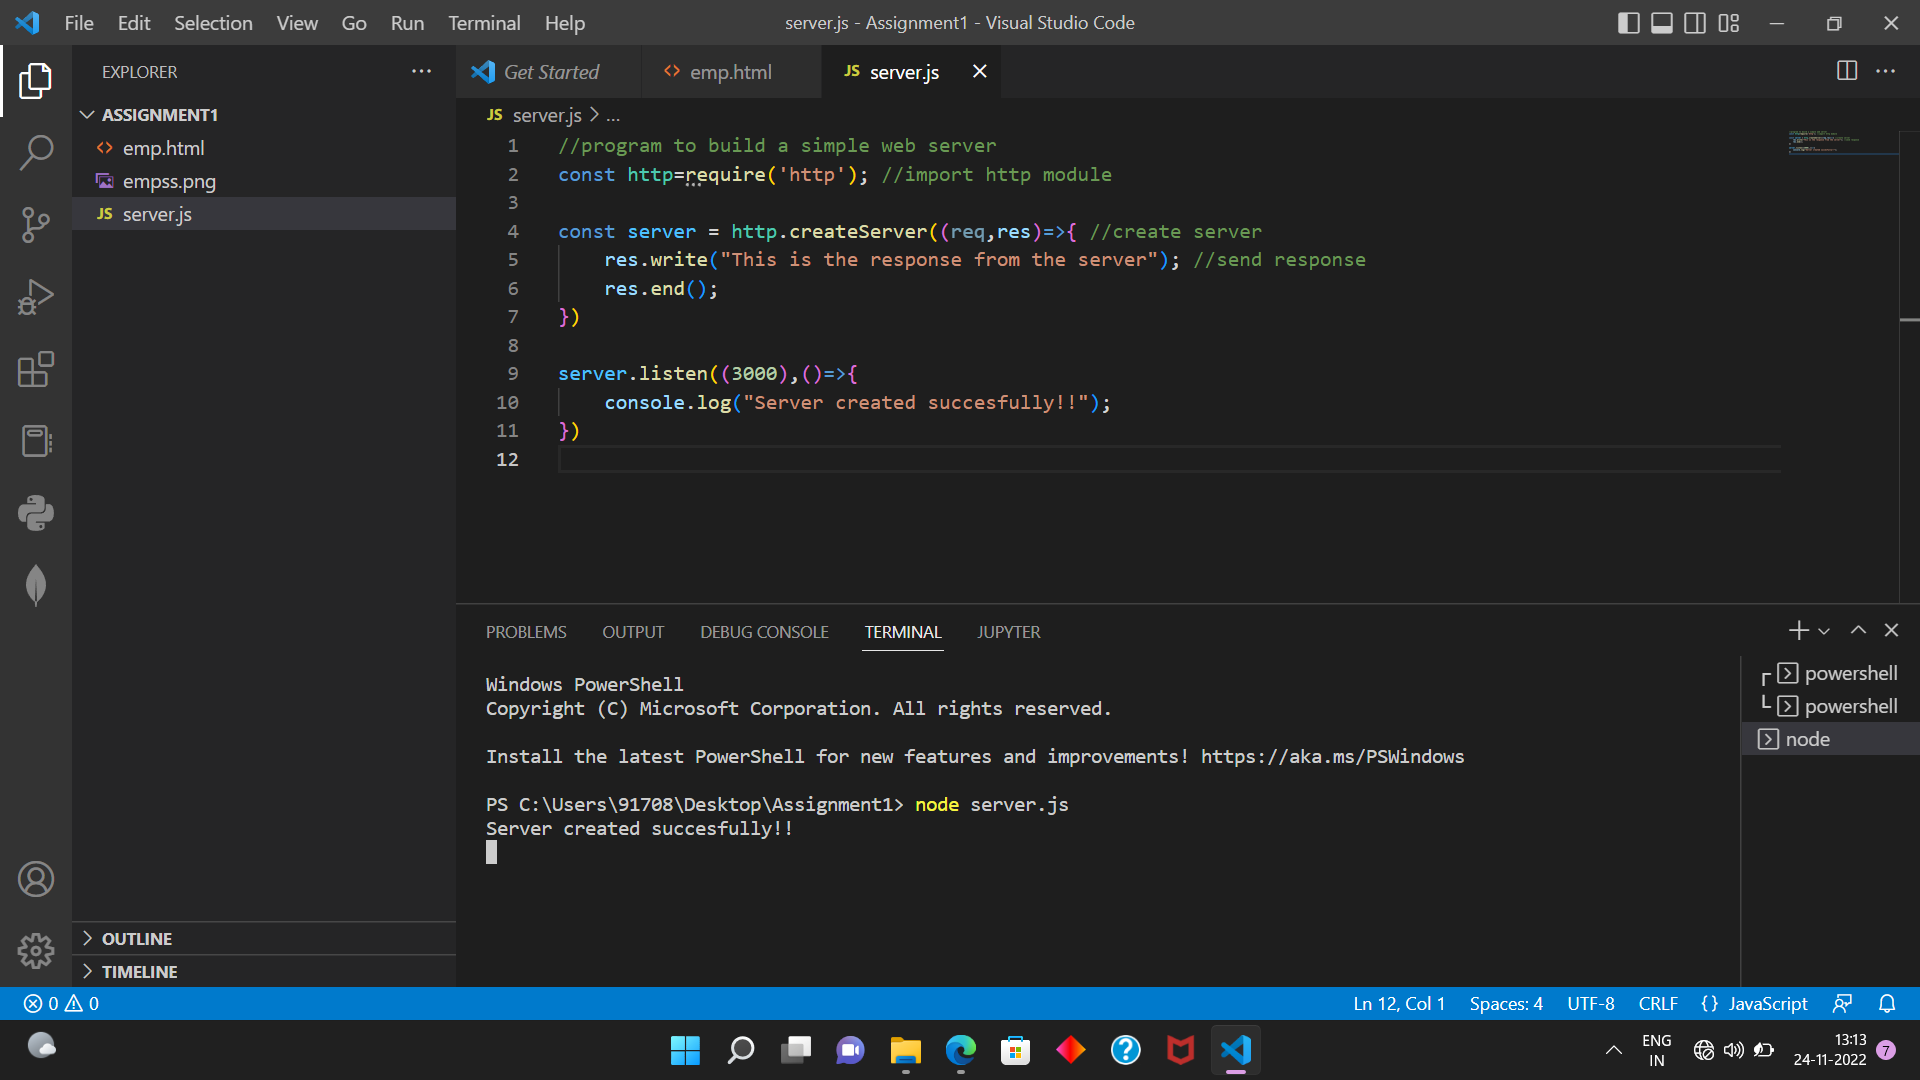 File Edit Selection View Go Run Terminal Help
server.js - Assignment1 - Visual Studio Code
EXPLORER
ASSIGNMENT1
emp.html
empss.png
JS server.js
OUTLINE
TIMELINE
Get Started
emp.html
JS server.js
JS server.js > ...
1 //program to build a simple web server
2 const http=require('http'); //import http module
3
4 const server = http.createServer((req,res)=>{ //create server
5 res.write("This is the response from the server"); //send response
6 res.end();
7 })
8
9 server.listen((3000),()=>{
10 console.log("Server created succesfully!!");
11 })
12
PROBLEMS OUTPUT DEBUG CONSOLE TERMINAL JUPYTER
Windows PowerShell
Copyright (C) Microsoft Corporation. All rights reserved.
Install the latest PowerShell for new features and improvements! https://aka.ms/PSWindows
PS C:\Users\91708\Desktop\Assignment1> node server.js
Server created succesfully!!
powershell
powershell
node
0 0
Ln 12, Col 1 Spaces: 4 UTF-8 CRLF {} JavaScript
ENG
IN
13:13
24-11-2022
7